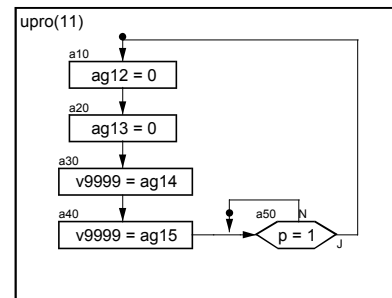 upro(11)
a10
ag12 = 0
a20
ag13 = 0
a30
v9999 = ag14
a40
v9999 = ag15
a50
N
p = 1
J